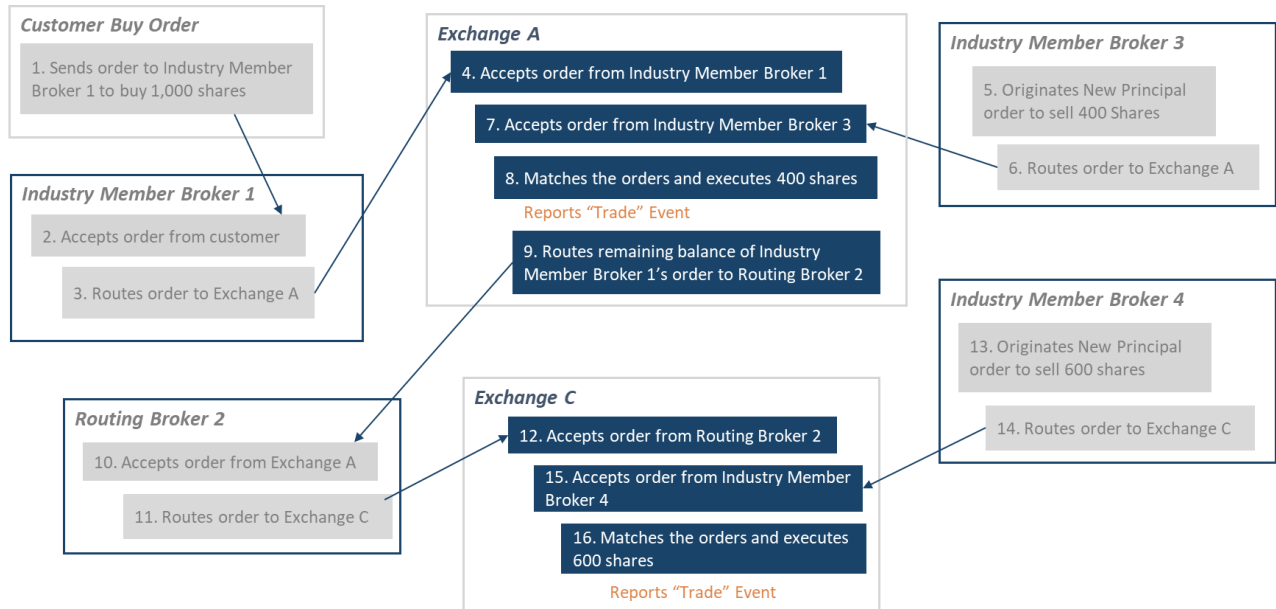 Customer Buy Order
1. Sends order to Industry Member
Broker 1 to buy 1,000 shares
Industry Member Broker 1
2. Accepts order from customer
3. Routes order to Exchange A
Exchange A
4. Accepts order from Industry Member Broker 1
7. Accepts order from Industry Member Broker 3
8. Matches the orders and executes 400 shares
Reports “Trade” Event
9. Routes remaining balance of Industry
Member Broker 1’s order to Routing Broker 2
Industry Member Broker 3
5. Originates New Principal
order to sell 400 Shares
6. Routes order to Exchange A
Routing Broker 2
10. Accepts order from Exchange A
11. Routes order to Exchange C
Exchange C
12. Accepts order from Routing Broker 2
15. Accepts order from Industry Member
Broker 4
16. Matches the orders and executes
600 shares
Reports “Trade” Event
Industry Member Broker 4
13. Originates New Principal
order to sell 600 shares
14. Routes order to Exchange C